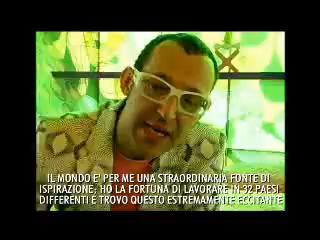 IL MONDO E' PER ME UNA STRAORDINARIA FONTE DI
ISPIRAZIONE; HO LA FORTUNA DI LAVORARE IN 32 PAESI
DIFFERENTI E TROVO QUESTO ESTREMAMENTE ECCITANTE